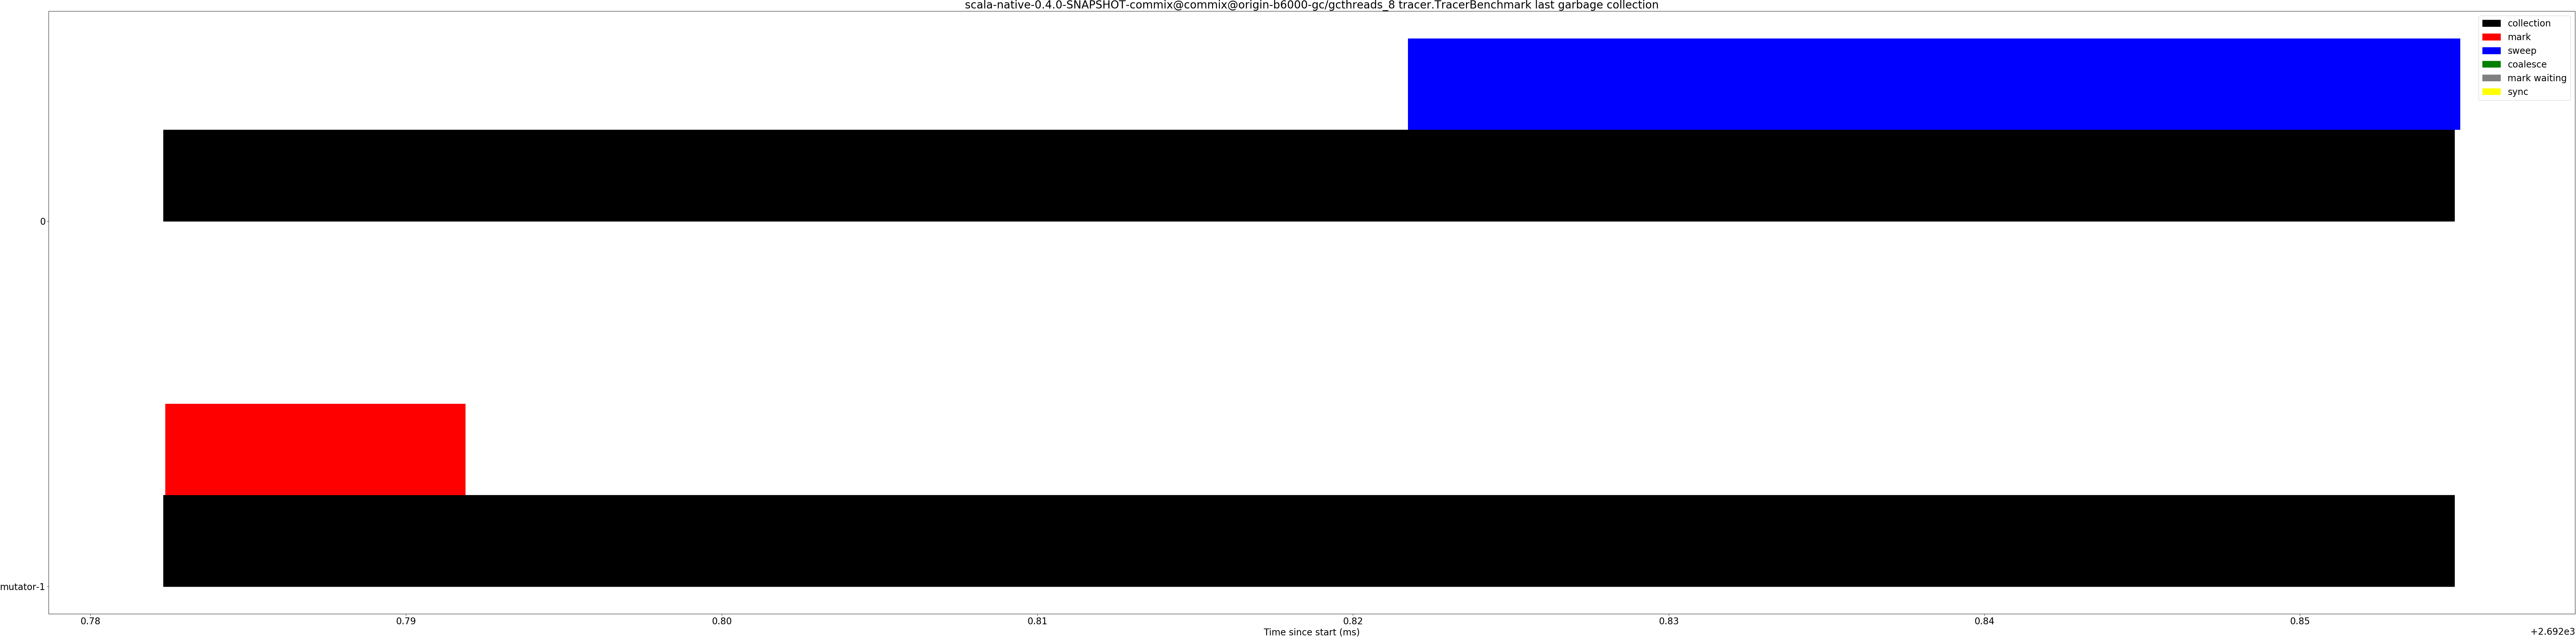 scala-native-0.4.0-SNAPSHOT-commix@commix@origin-b6000-gc/gcthreads_8 tracer.TracerBenchmark last garbage collection
collection
mark
sweep
coalesce
mark waiting
sync
0
mutator-1
0.78 0.79 0.80 0.81 0.82 0.83 0.84 0.85
Time since start (ms)
+2.692e3